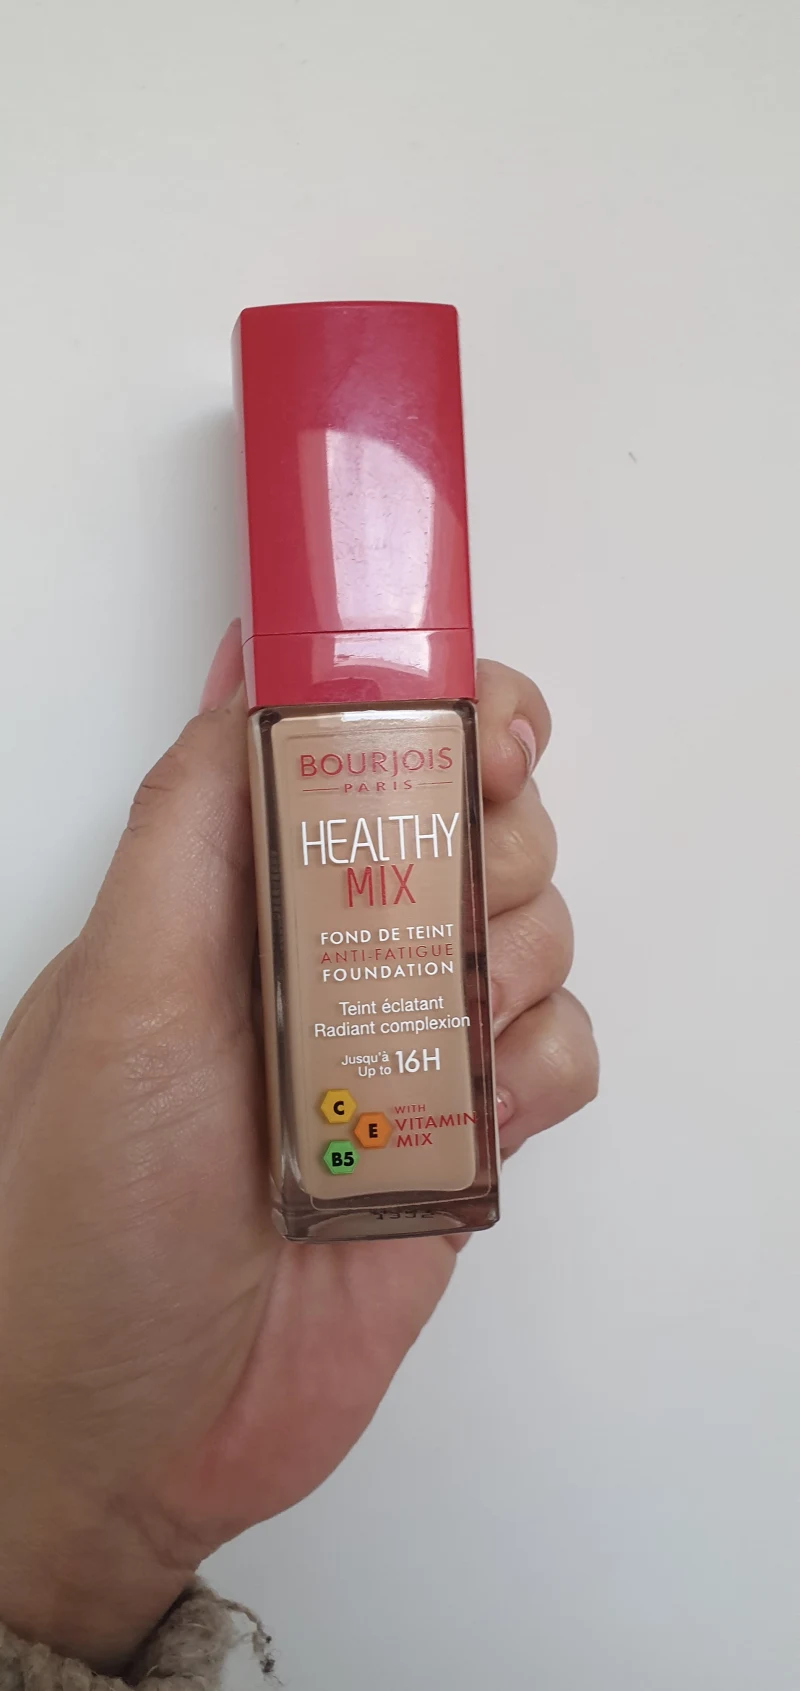 BOURJOIS
PARIS
HEALTHY
MIX
FOND DE TEINT
ANTI-FATIGUE
FOUNDATION
Teint éclatant
Radiant complexion
Jusqu'à
Up to 16H
C
E
B5
WITH
VITAMIN
MIX